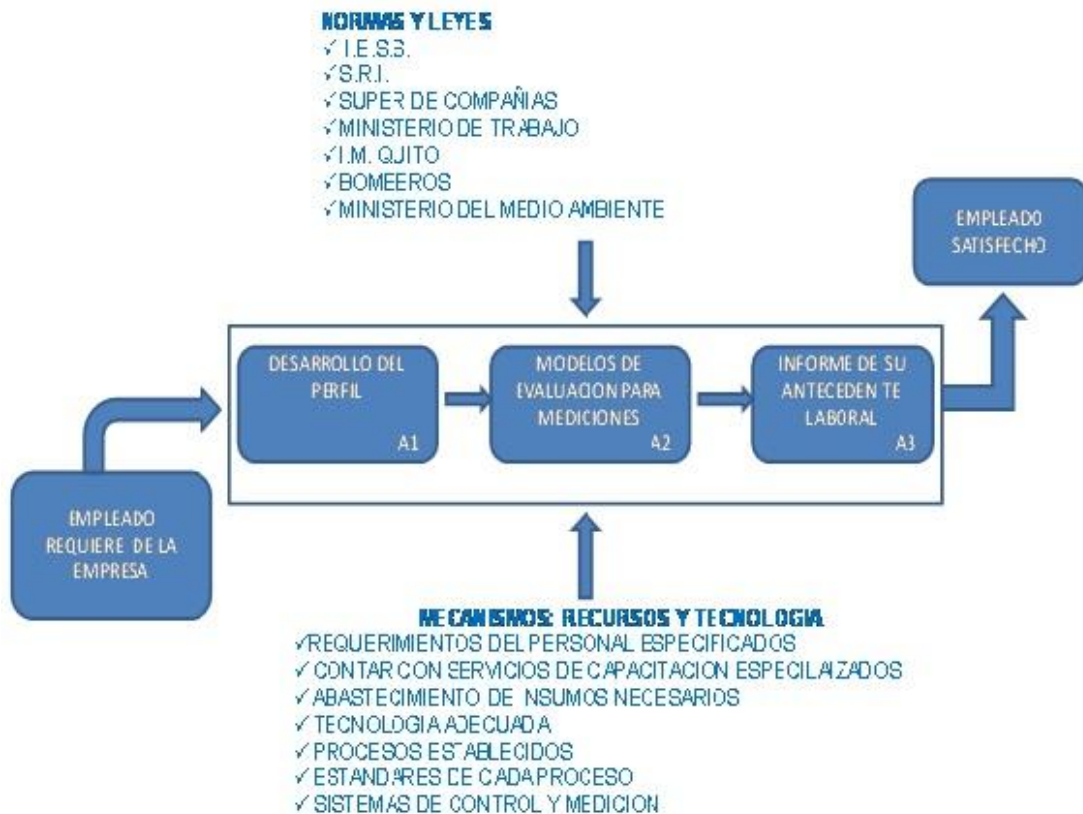 NORMAS Y LEYES
✓ I.E.S.S.
✓ S.R.I.
✓ SUPER DE COMPAÑIAS
✓ MINISTERIO DE TRABAJO
✓ I.M. QUITO
✓ BOMEEROS
✓ MINISTERIO DEL MEDIO AMBIENTE
EMPLEADO
SATISFECHO
DESARROLLO DEL
PERFIL
A1
MODELOS DE
EVALUACION PARA
MEDICIONES
A2
INFORME DE SU
ANTECEDEN TE
LABORAL
A3
EMPLEADO
REQUIERE DE LA
EMPRESA
MECANISMOS: RECURSOS Y TECNOLOGIA
✓ REQUERIMIENTOS DEL PERSONAL ESPECIFICADOS
✓ CONTAR CON SERVICIOS DE CAPACITACION ESPECILAIZADOS
✓ ABASTECIMIENTO DE INSUMOS NECESARIOS
✓ TECNOLOGIA ADECUADA
✓ PROCESOS ESTABLECIDOS
✓ ESTANDARES DE CADA PROCESO
✓ SISTEMAS DE CONTROL Y MEDICION